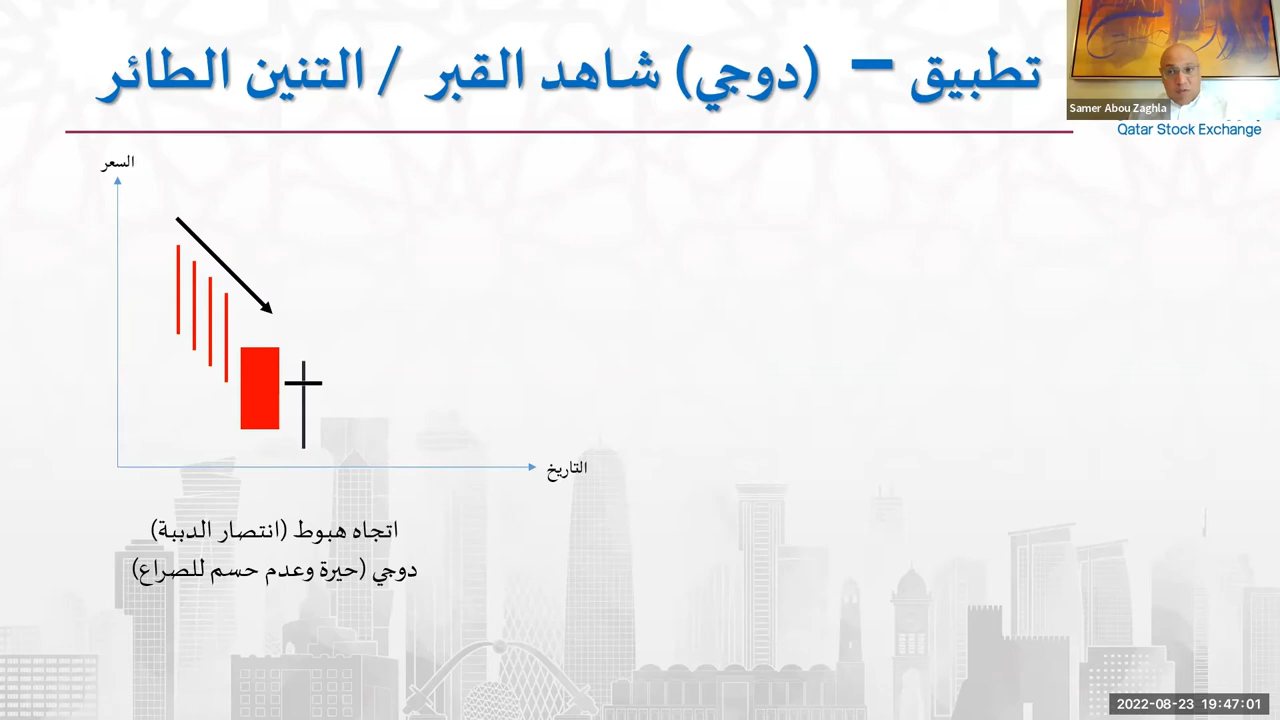 تطبيق – (دوجي) شاهد القبر / التنين الطائر
Samer Abou Zaghla
Qatar Stock Exchange
السعر
التاريخ
اتجاه هبوط (انتصار الدببة)
دوجي (حيرة وعدم حسم للصراع)
2022-08-23 19:47:01